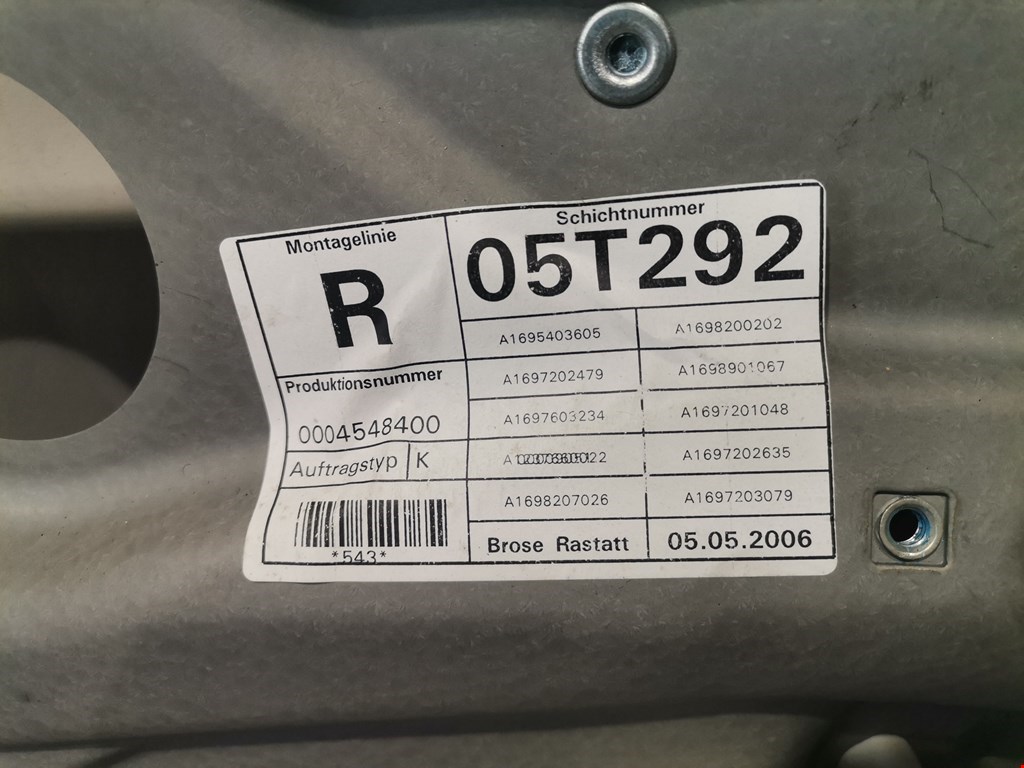 Montagelinie
R
Schichtnummer
05T292
Produktionsnummer
0004548400
Auftragstyp K
*543*
A1695403605 A1698200202
A1697202479 A1698901067
A1697603234 A1697201048
A1697202635
A1698207026 A1697203079
Brose Rastatt 05.05.2006